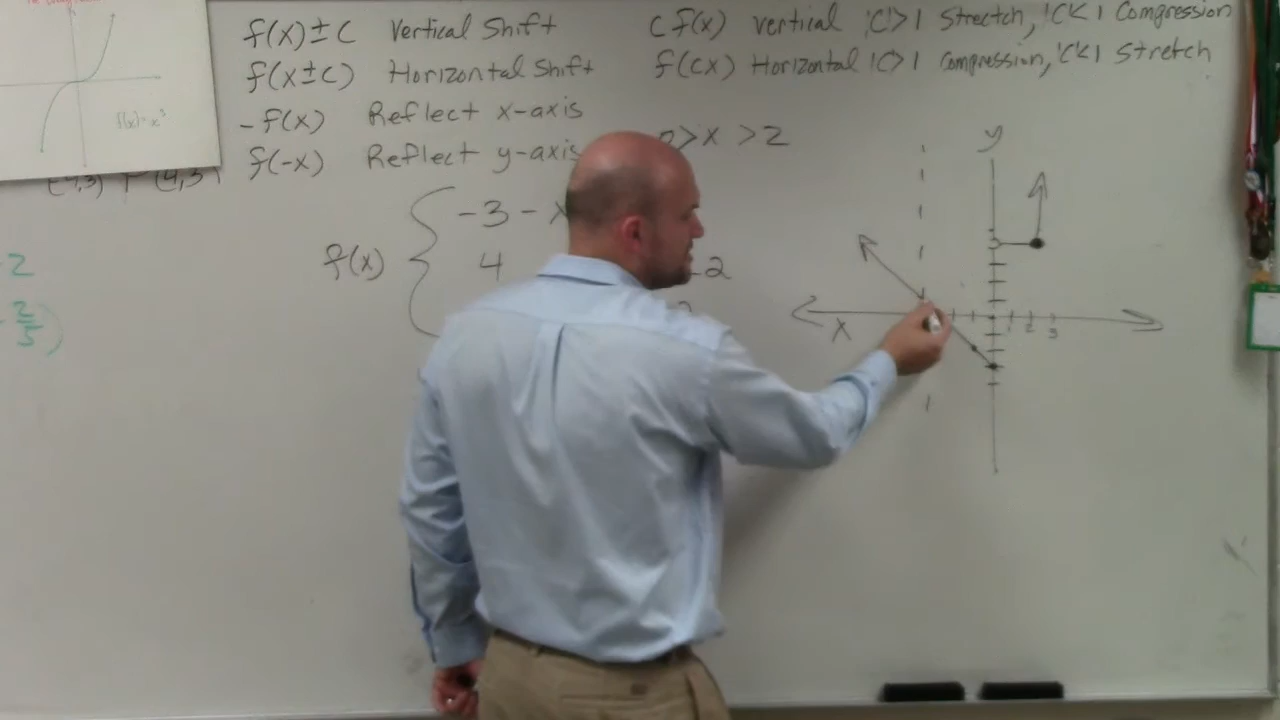 f(x)=x³
f(x)±C Vertical Shift
f(x±C) Horizontal Shift
-f(x) Reflect x-axis
f(-x) Reflect y-axis
C f(x) Vertical |C|>1 Stretch, |C|<1 Compression
f(Cx) Horizontal |C|>1 Compression, |C|<1 Stretch
>x>2
f(x) { -3-x
4
2
2
y
x
1 2 3